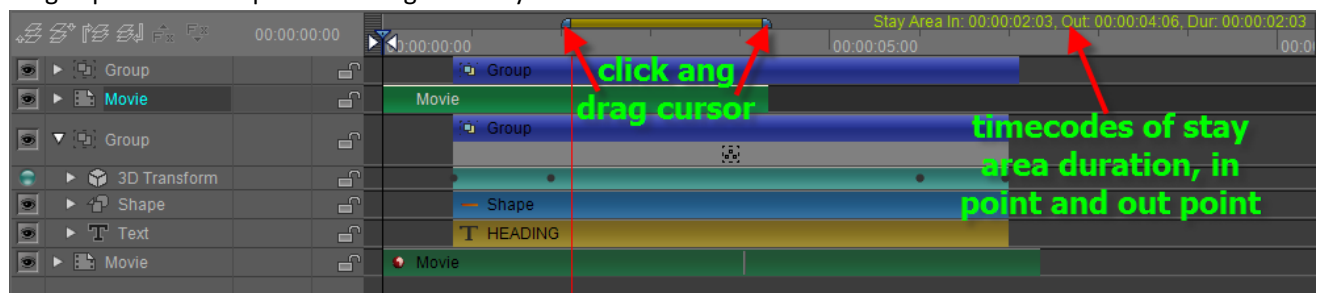 Stay Area In: 00:00:02:03, Out: 00:00:04:06, Dur: 00:00:02:03
00:00:00:00
0:00:00:00
00:00:05:00
00:0
Group
Group
click ang
drag cursor
Movie
Movie
Group
Group
timecodes of stay
area duration, in
point and out point
3D Transform
Shape
Shape
Text
T HEADING
Movie
Movie